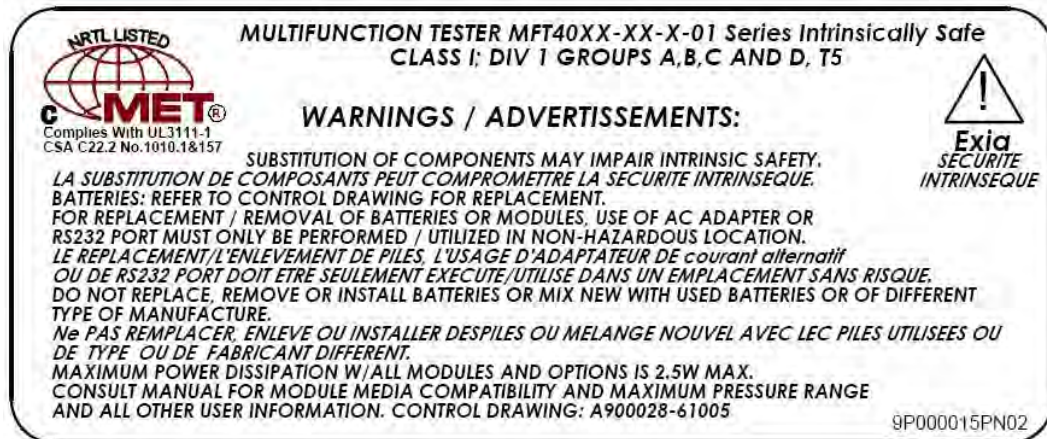 NRTL LISTED
C MET®
Complies With UL3111-1
CSA C22.2 No.1010.1&157
MULTIFUNCTION TESTER MFT40XX-XX-X-01 Series Intrinsically Safe
CLASS I; DIV 1 GROUPS A,B,C AND D, T5
!
Exia
SECURITE
INTRINSEQUE
WARNINGS / ADVERTISSEMENTS:
SUBSTITUTION OF COMPONENTS MAY IMPAIR INTRINSIC SAFETY.
LA SUBSTITUTION DE COMPOSANTS PEUT COMPROMETTRE LA SECURITE INTRINSEQUE.
BATTERIES: REFER TO CONTROL DRAWING FOR REPLACEMENT.
FOR REPLACEMENT / REMOVAL OF BATTERIES OR MODULES, USE OF AC ADAPTER OR
RS232 PORT MUST ONLY BE PERFORMED / UTILIZED IN NON-HAZARDOUS LOCATION.
LE REPLACEMENT/L'ENLEVEMENT DE PILES, L'USAGE D'ADAPTATEUR DE courant alternatif
OU DE RS232 PORT DOIT ETRE SEULEMENT EXECUTE/UTILISE DANS UN EMPLACEMENT SANS RISQUE.
DO NOT REPLACE, REMOVE OR INSTALL BATTERIES OR MIX NEW WITH USED BATTERIES OR OF DIFFERENT
TYPE OF MANUFACTURE.
Ne PAS REMPLACER, ENLEVE OU INSTALLER DESPILES OU MELANGE NOUVEL AVEC LEC PILES UTILISEES OU
DE TYPE OU DE FABRICANT DIFFERENT.
MAXIMUM POWER DISSIPATION W/ALL MODULES AND OPTIONS IS 2.5W MAX.
CONSULT MANUAL FOR MODULE MEDIA COMPATIBILITY AND MAXIMUM PRESSURE RANGE
AND ALL OTHER USER INFORMATION. CONTROL DRAWING: A900028-61005
9P000015PN02